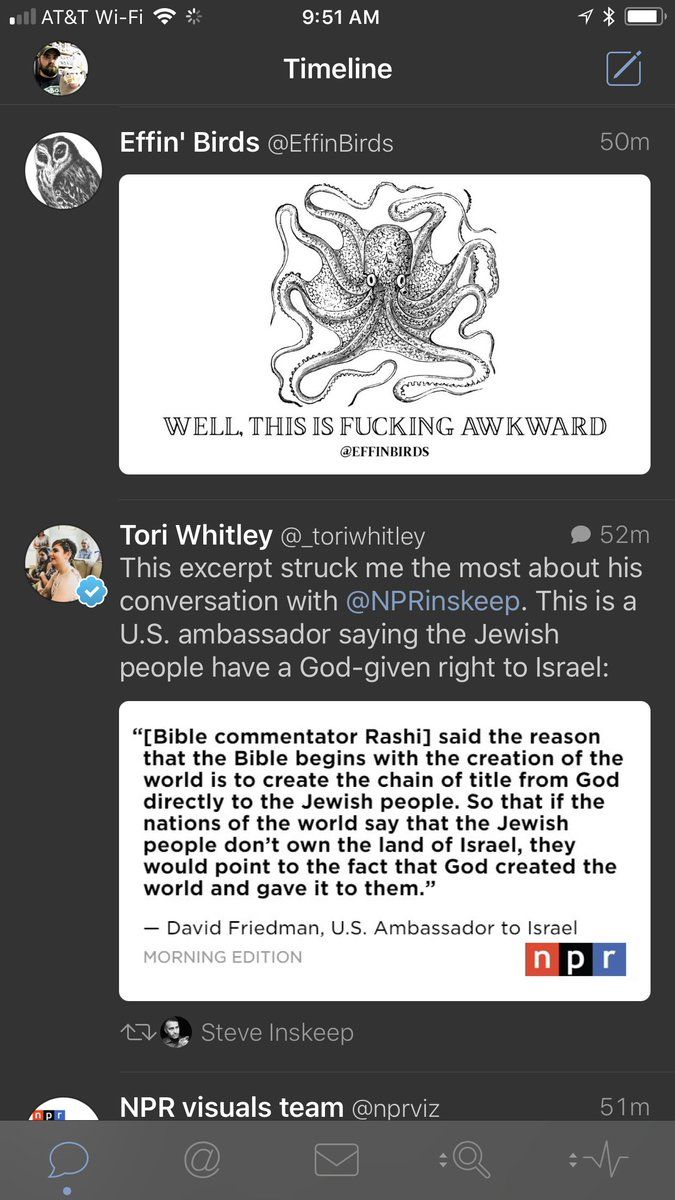 AT&T Wi-Fi 9:51 AM
Timeline
Effin' Birds @EffinBirds 50m
WELL, THIS IS FUCKING AWKWARD
@EFFINBIRDS
Tori Whitley @_toriwhitley 52m
This excerpt struck me the most about his
conversation with @NPRinskeep. This is a
U.S. ambassador saying the Jewish
people have a God-given right to Israel:
“[Bible commentator Rashi] said the reason
that the Bible begins with the creation of the
world is to create the chain of title from God
directly to the Jewish people. So that if the
nations of the world say that the Jewish
people don’t own the land of Israel, they
would point to the fact that God created the
world and gave it to them.”
— David Friedman, U.S. Ambassador to Israel
MORNING EDITION
npr
Steve Inskeep
NPR visuals team @nprviz 51m
npr
@